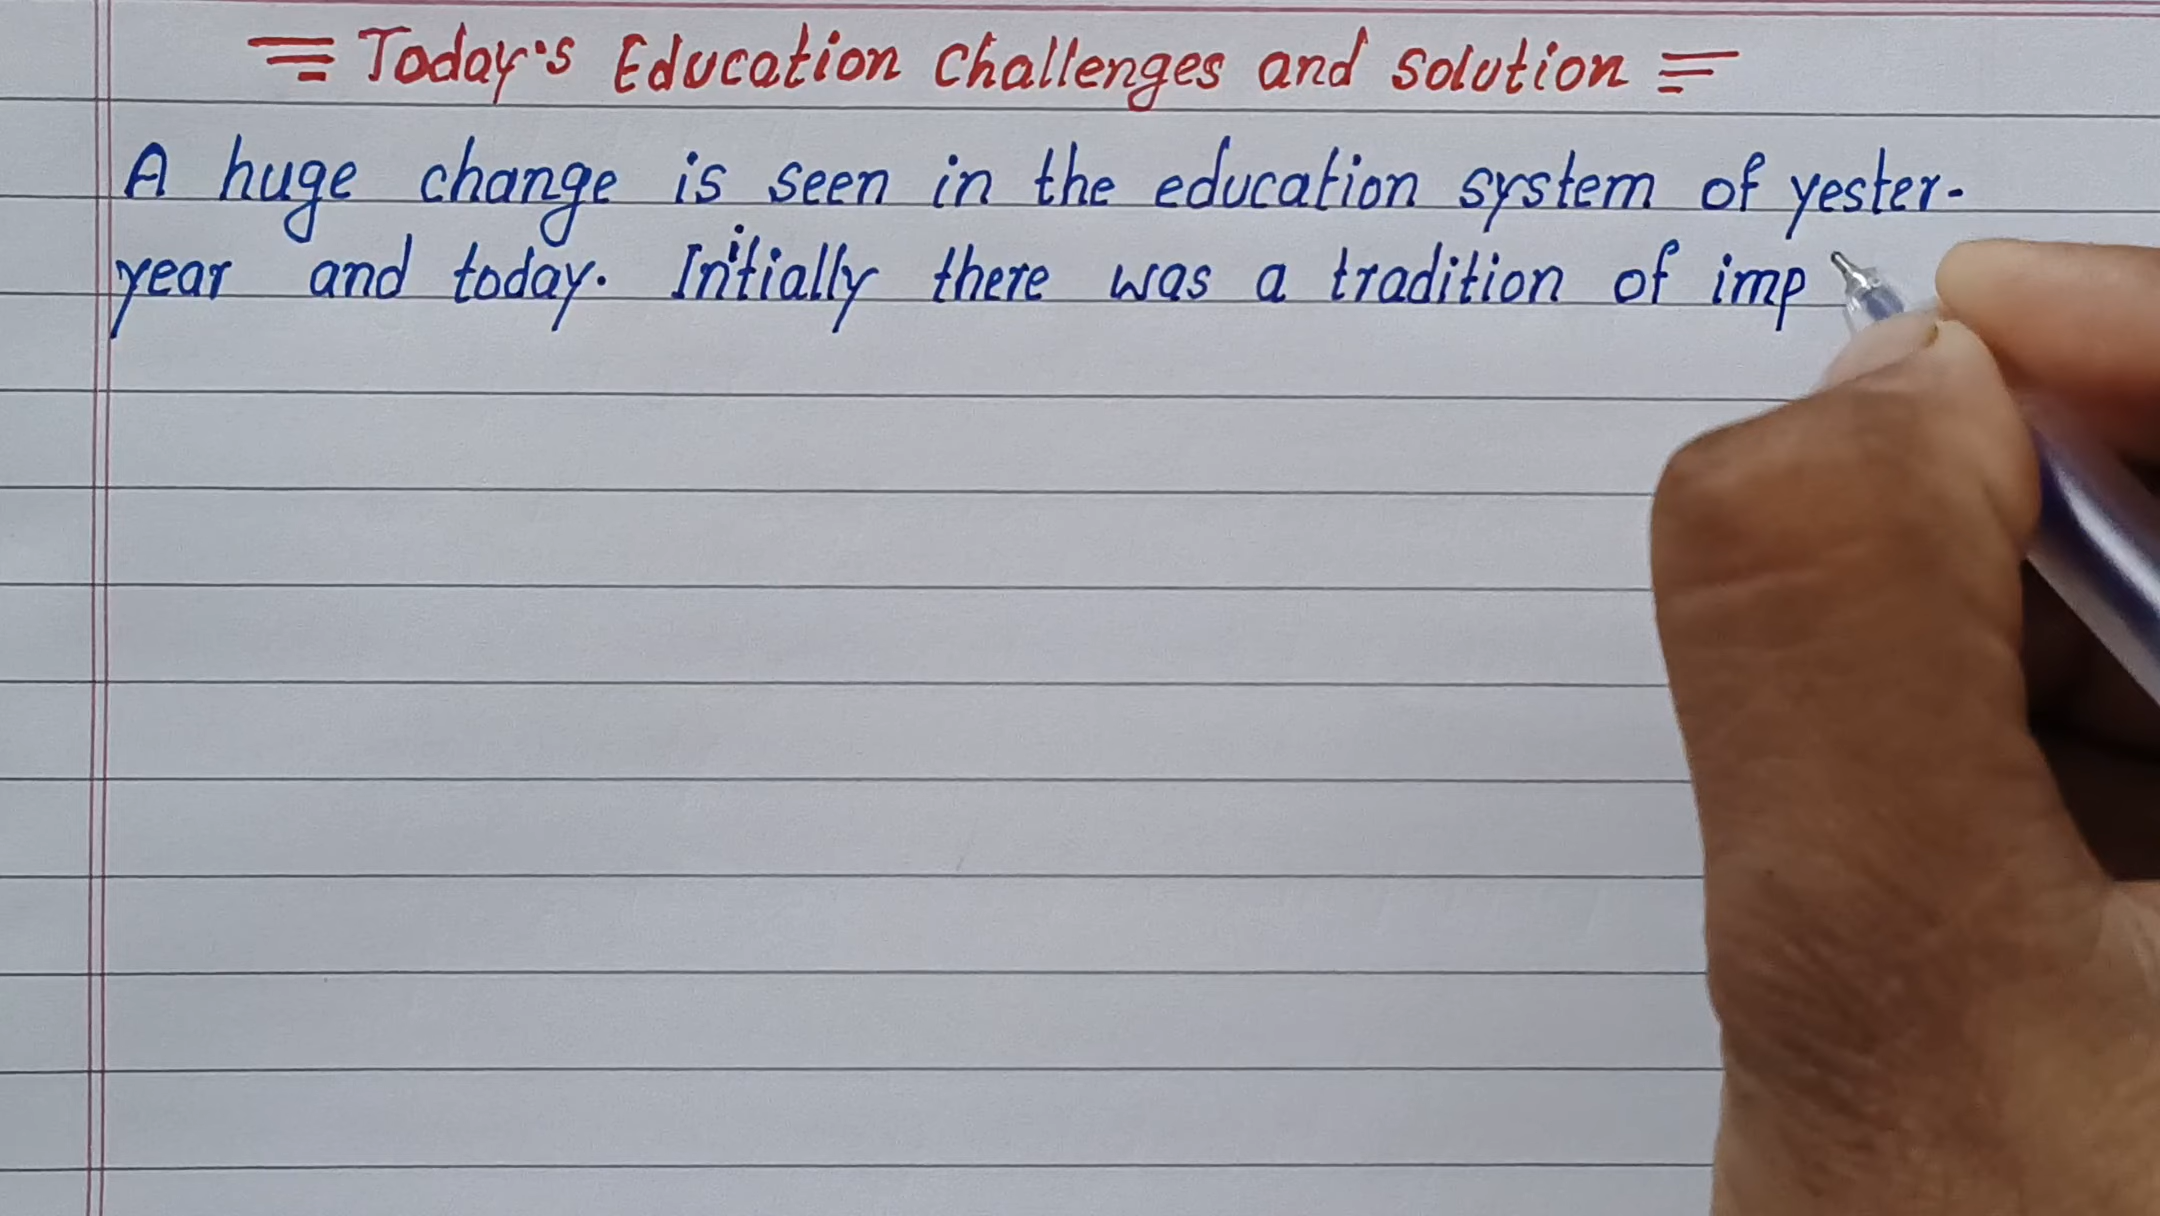 Today's Education Challenges and Solution
A huge change is seen in the education system of yester-
year and today. Initially there was a tradition of imp